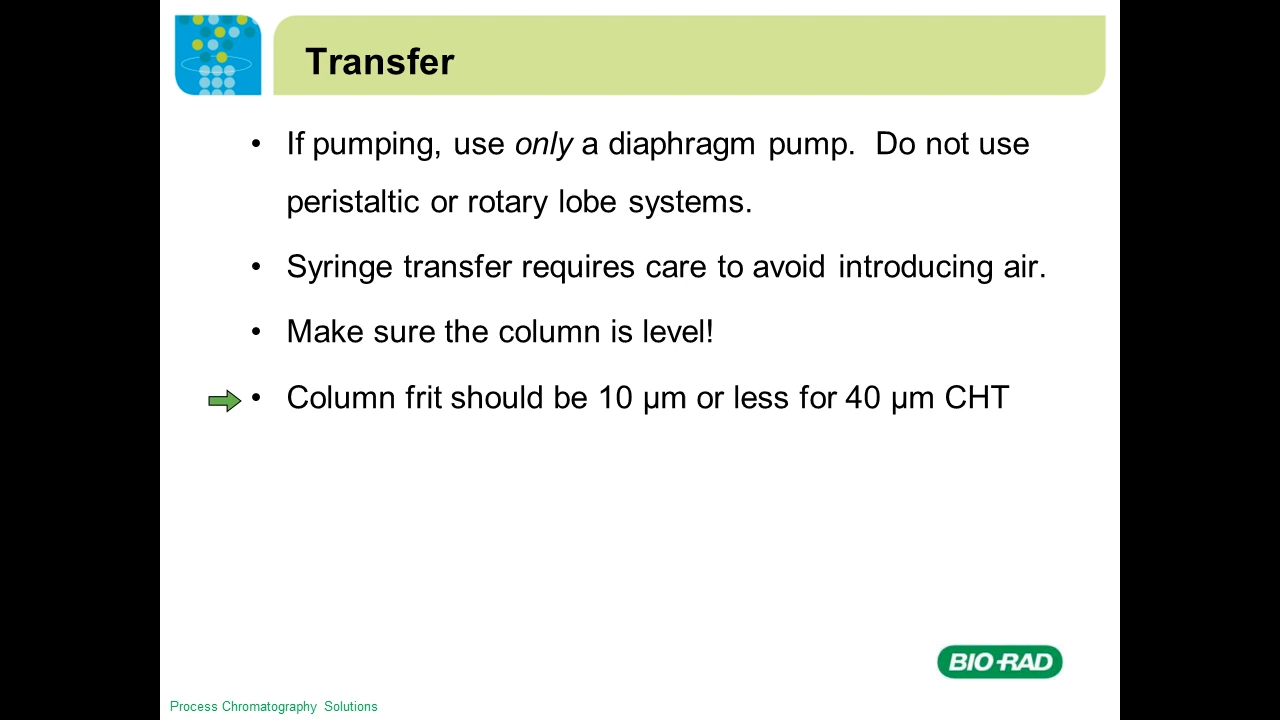 Transfer
• If pumping, use only a diaphragm pump.  Do not use
peristaltic or rotary lobe systems.
• Syringe transfer requires care to avoid introducing air.
• Make sure the column is level!
• Column frit should be 10 µm or less for 40 µm CHT
BIO-RAD
Process Chromatography Solutions